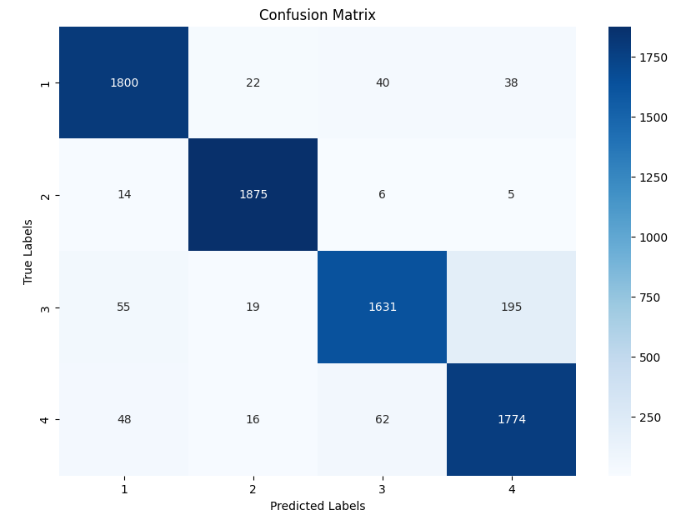 Confusion Matrix
1 1800 22 40 38
2 14 1875 6 5
3 55 19 1631 195
4 48 16 62 1774
1 2 3 4
True Labels
Predicted Labels
1750
1500
1250
1000
750
500
250